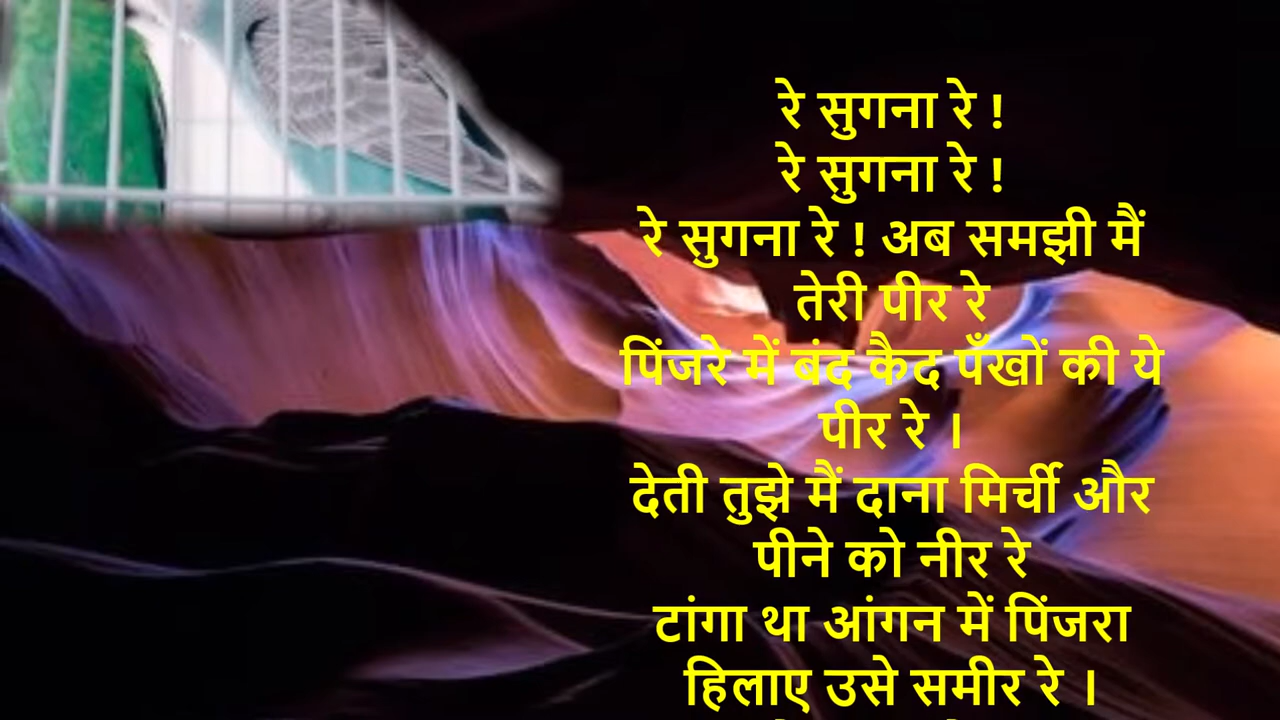 रे सुगना रे !
रे सुगना रे !
रे सुगना रे ! अब समझी मैं
तेरी पीर रे
पिंजरे में बंद कैद पँखों की ये
पीर रे ।
देती तुझे मैं दाना मिर्ची और
पीने को नीर रे
टांगा था आंगन में पिंजरा
हिलाए उसे समीर रे ।